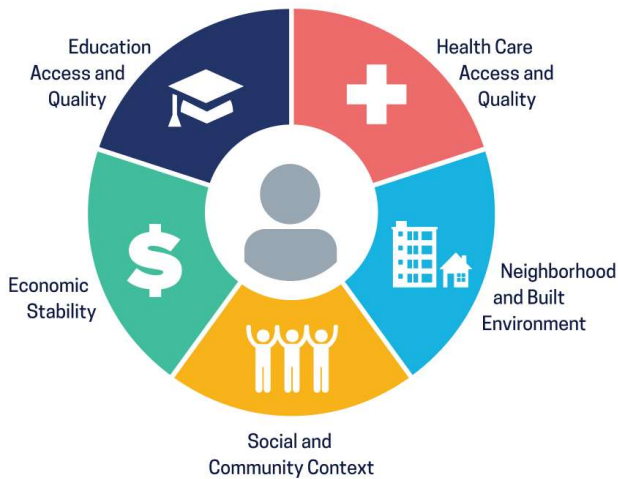 Education
Access and
Quality
Health Care
Access and
Quality
Economic
Stability
Neighborhood
and Built
Environment
Social and
Community Context